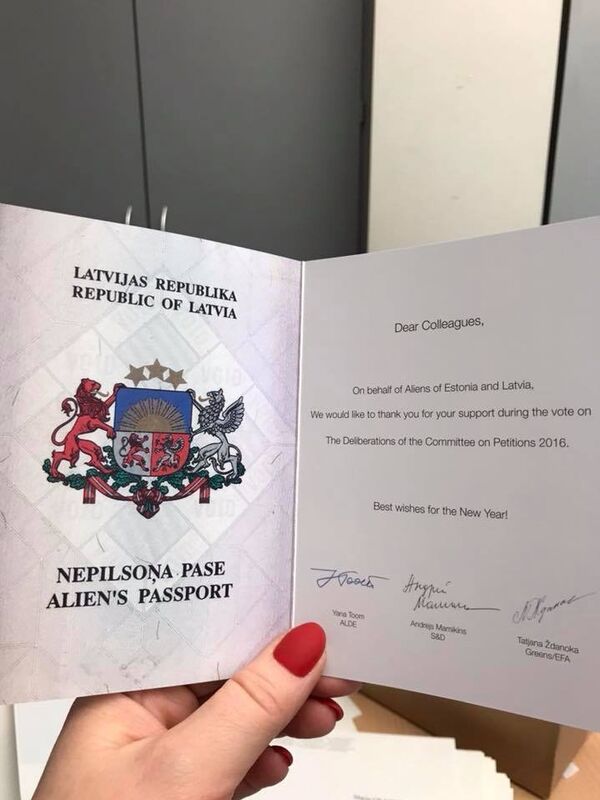 LATVIJAS REPUBLIKA
REPUBLIC OF LATVIA
NEPILSOŅA PASE
ALIEN'S PASSPORT
Dear Colleagues,
On behalf of Aliens of Estonia and Latvia,
We would like to thank you for your support during the vote on
The Deliberations of the Committee on Petitions 2016.
Best wishes for the New Year!
Yana Toom
ALDE
Andrejs Mamikins
S&D
Tatjana Ždanoka
Greens/EFA